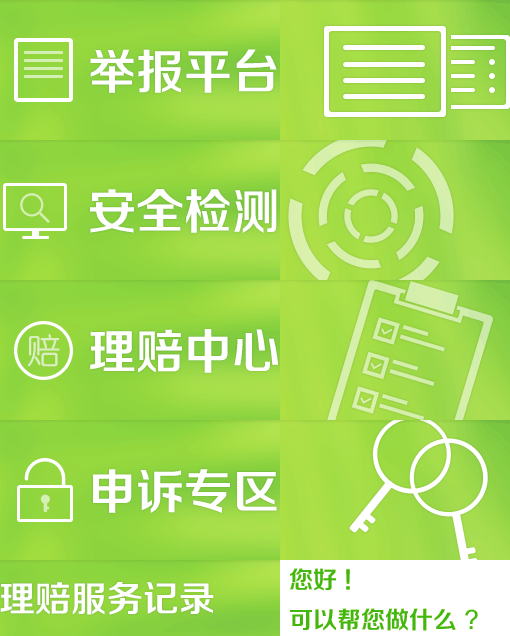 举报平台
安全检测
赔
理赔中心
申诉专区
理赔服务记录
您好！
可以帮您做什么？